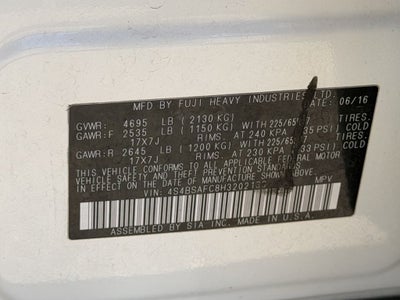 MFD BY FUJI HEAVY INDUSTRIES LTD.
DATE: 06/16
GVWR: 4695 LB (2130 KG)
GAWR:F 2535 LB (1150 KG) WITH 225/65 TIRES.
17X7J RIMS. AT 240 KPA PSI) COLD
GAWR:R 2645 LB (1200 KG) WITH 225/65 TIRES.
17X7J RIMS. AT 230 KPA PSI) COLD
THIS VEHICLE CONFORMS TO ALL APPLICABLE FEDERAL MOTOR
VEHICLE SAFETY AND THEFT PREVENTION
STANDARDS IN EFFECT ON THE DATE OF
MANUFACTURE SHOWN ABOVE.
VIN: MPV
ASSEMBLED BY SIA INC. IN U.S.A.